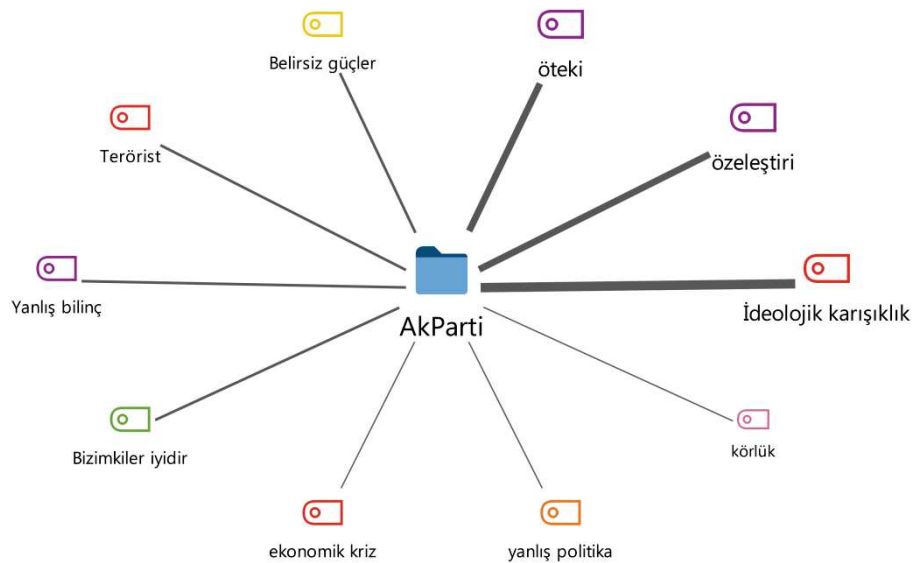 Belirsiz güçler
öteki
Terörist
özeleştiri
Yanlış bilinç
İdeolojik karışıklık
AkParti
Bizimkiler iyidir
körlük
ekonomik kriz
yanlış politika